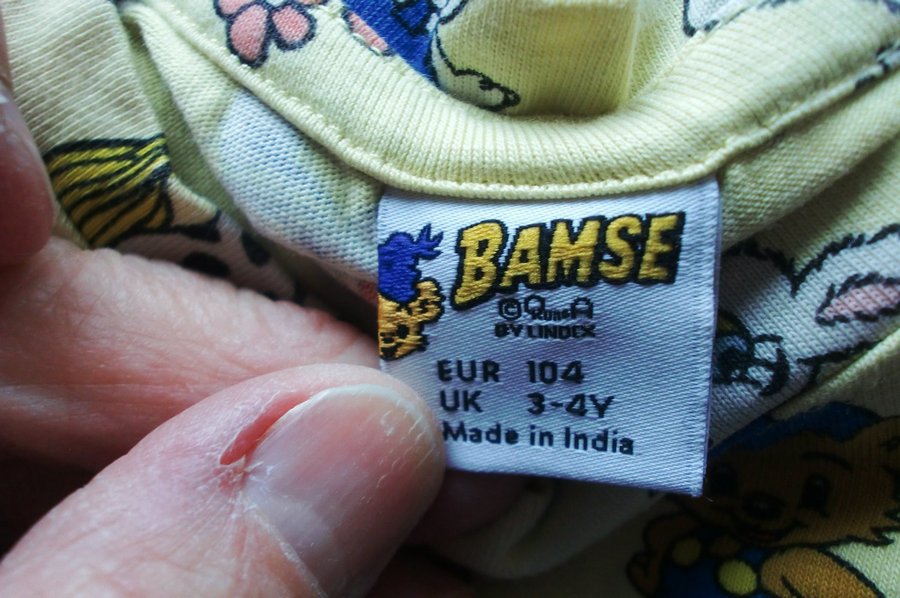 BAMSE
BY LINDEX
EUR 104
UK 3-4Y
Made in India